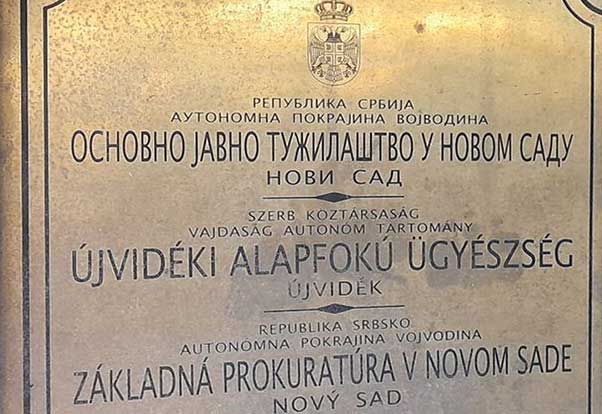 РЕПУБЛИКА СРБИЈА
АУТОНОМНА ПОКРАЈИНА ВОЈВОДИНА
ОСНОВНО ЈАВНО ТУЖИЛАШТВО У НОВОМ САДУ
НОВИ САД
SZERB KÖZTÁRSASÁG
VAJDASÁG AUTONÓM TARTOMÁNY
ÚJVIDÉKI ALAPFOKÚ ÜGYÉSZSÉG
ÚJVIDÉK
REPUBLIKA SRBSKO
AUTONOMNA POKRAJINA VOJVODINA
ZÁKLADNÁ PROKURATÚRA V NOVOM SADE
NOVÝ SAD